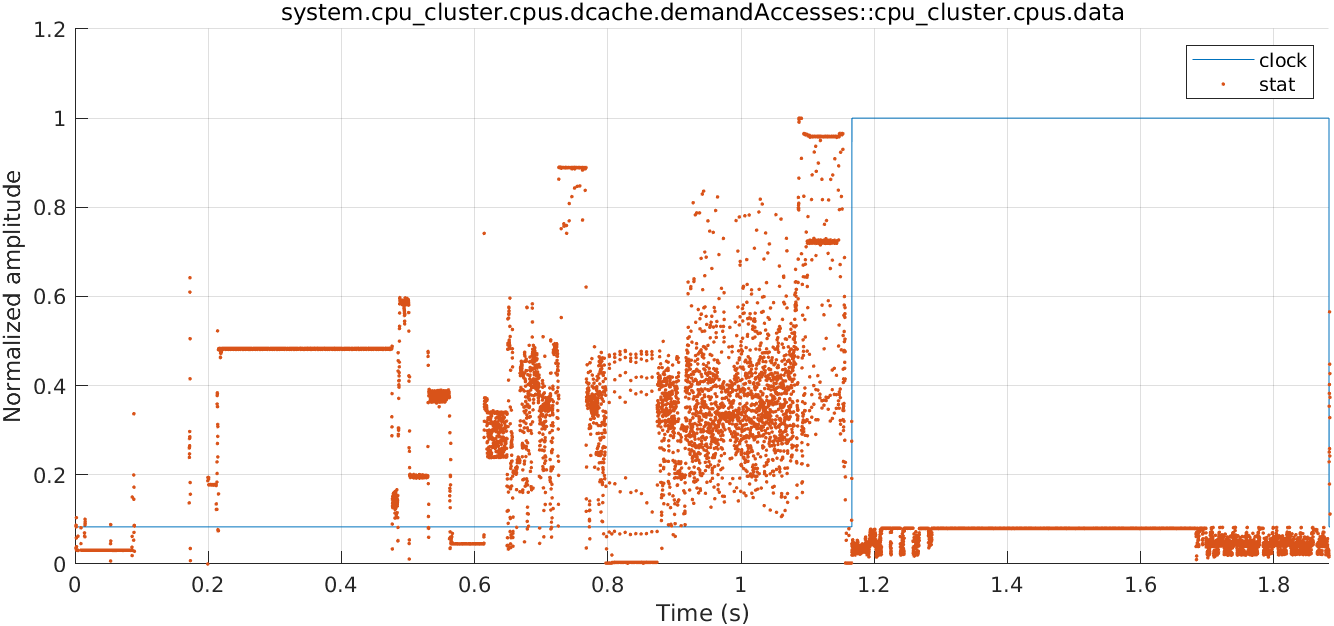 system.cpu_cluster.cpus.dcache.demandAccesses::cpu_cluster.cpus.data
clock
stat
Normalized amplitude
1.2
1
0.8
0.6
0.4
0.2
0
0 0.2 0.4 0.6 0.8 1 1.2 1.4 1.6 1.8
Time (s)